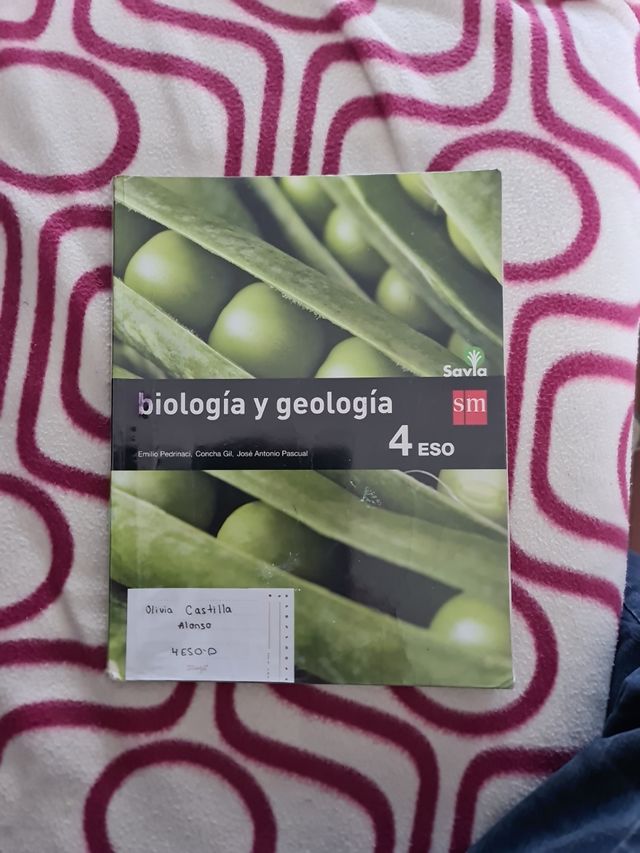 Savia
biología y geología
sm
4 ESO
Emilio Pedrinaci, Concha Gil, José Antonio Pascual
Olivia Castilla
Alonso
4ESO-D